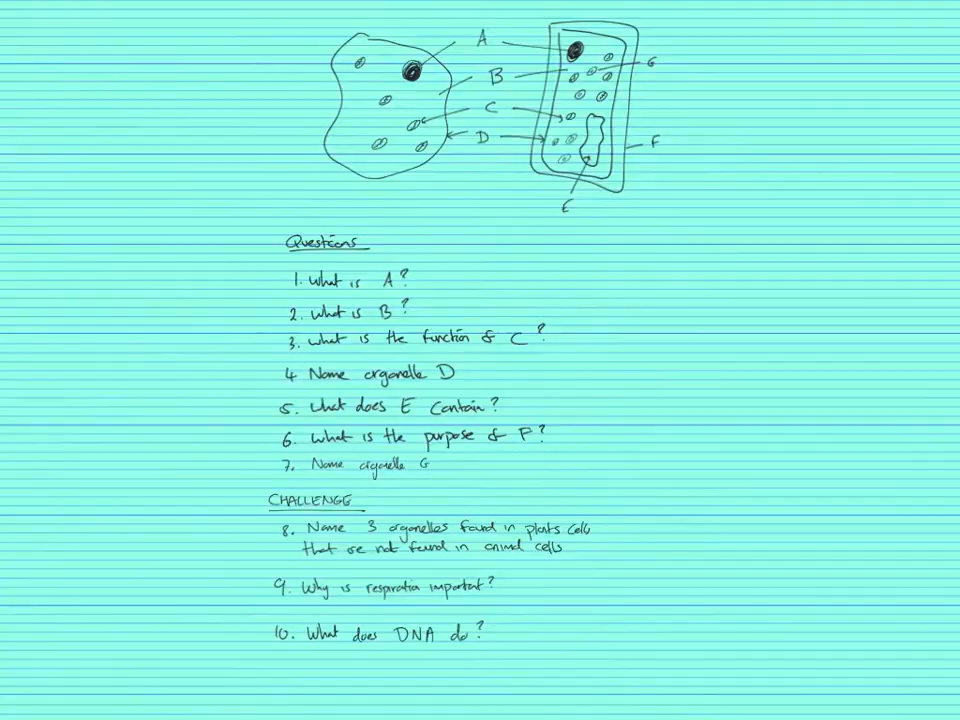 A
B
C
D
E
F
G
Questions
1. What is A?
2. What is B?
3. What is the function of C?
4 Name organelle D
5. What does E Contain?
6. What is the purpose of F?
7. Name organelle G
CHALLENGE
8. Name 3 organelles found in plants cells
that are not found in animal cells
9. Why is respiration important?
10. What does DNA do?